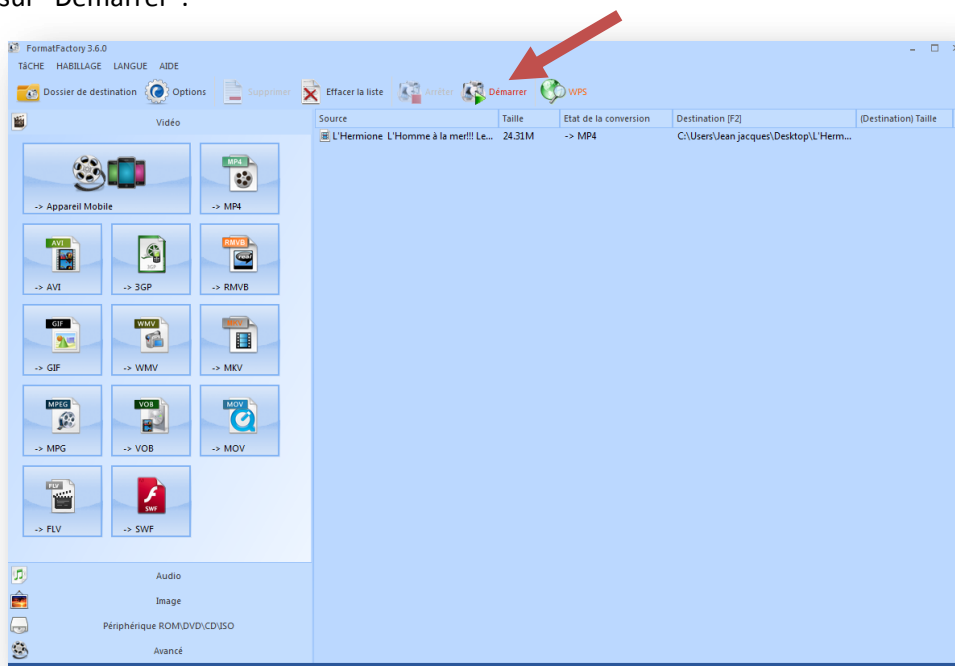 sur "Démarrer".
FormatFactory 3.6.0
TâCHE HABILLAGE LANGUE AIDE
Dossier de destination Options Supprimer Effacer la liste Arrêter Démarrer WPS
Vidéo
Source Taille Etat de la conversion Destination [F2] (Destination) Taille
L'Hermione L'Homme à la mer!!! Le... 24.31M -> MP4 C:\Users\Jean jacques\Desktop\L'Herm...
MP4
-> Appareil Mobile -> MP4
AVI 3GP RMVB real
-> AVI -> 3GP -> RMVB
GIF WMV MKV
-> GIF -> WMV -> MKV
MPEG VOB MOV
-> MPG -> VOB -> MOV
FLV SWF
-> FLV -> SWF
Audio
Image
Périphérique ROM\DVD\CD\ISO
Avancé